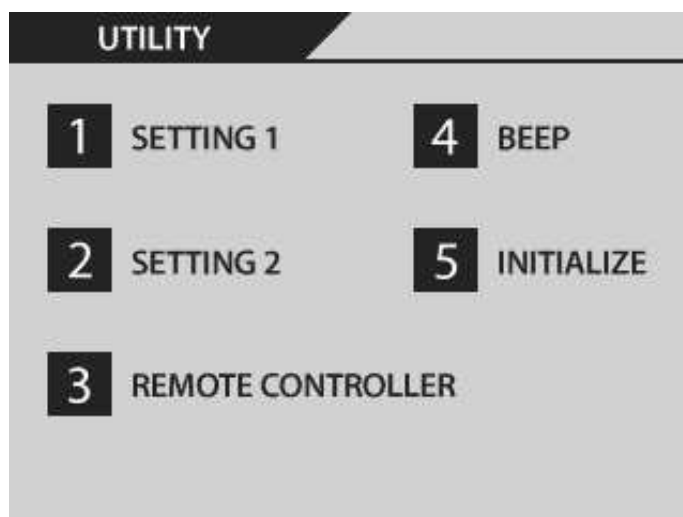 UTILITY
1 SETTING 1
2 SETTING 2
3 REMOTE CONTROLLER
4 BEEP
5 INITIALIZE